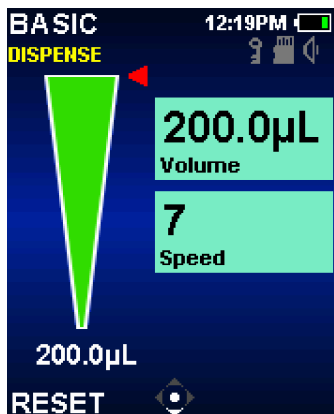 BASIC 12:19PM
DISPENSE
200.0µL
Volume
7
Speed
200.0µL
RESET